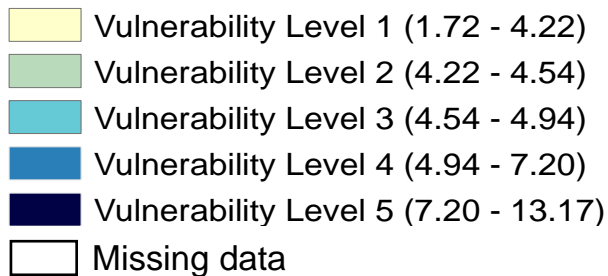 Vulnerability Level 1 (1.72 - 4.22)
Vulnerability Level 2 (4.22 - 4.54)
Vulnerability Level 3 (4.54 - 4.94)
Vulnerability Level 4 (4.94 - 7.20)
Vulnerability Level 5 (7.20 - 13.17)
Missing data